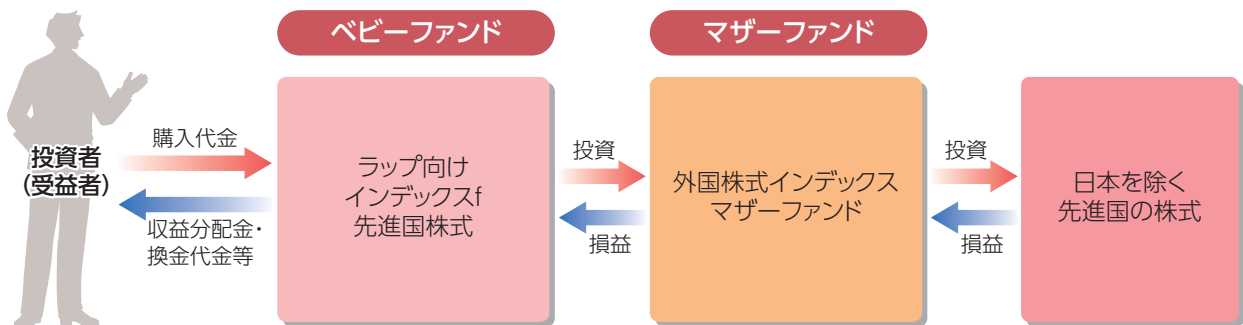 ベビーファンド
マザーファンド
投資者
(受益者)
購入代金
収益分配金・
換金代金等
ラップ向け
インデックスf
先進国株式
投資
損益
外国株式インデックス
マザーファンド
投資
損益
日本を除く
先進国の株式